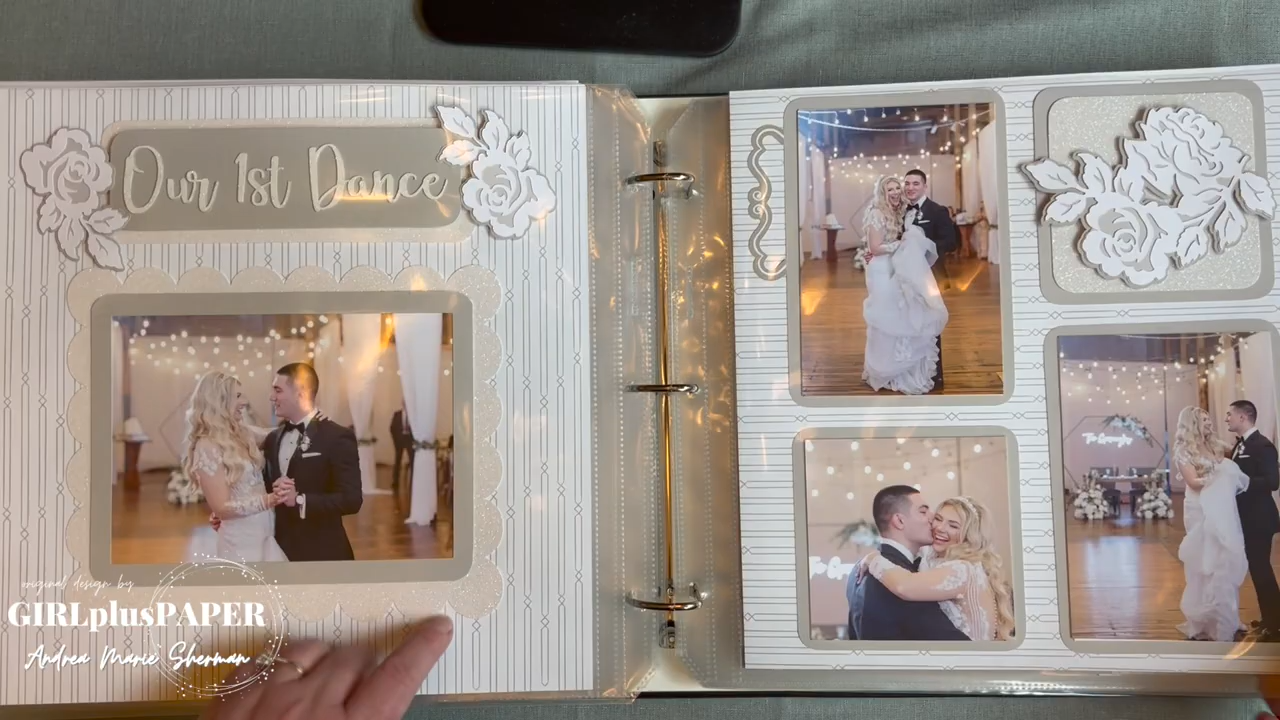 Our 1st Dance
original design by
GIRLplusPAPER
Andrea Marie Sherman